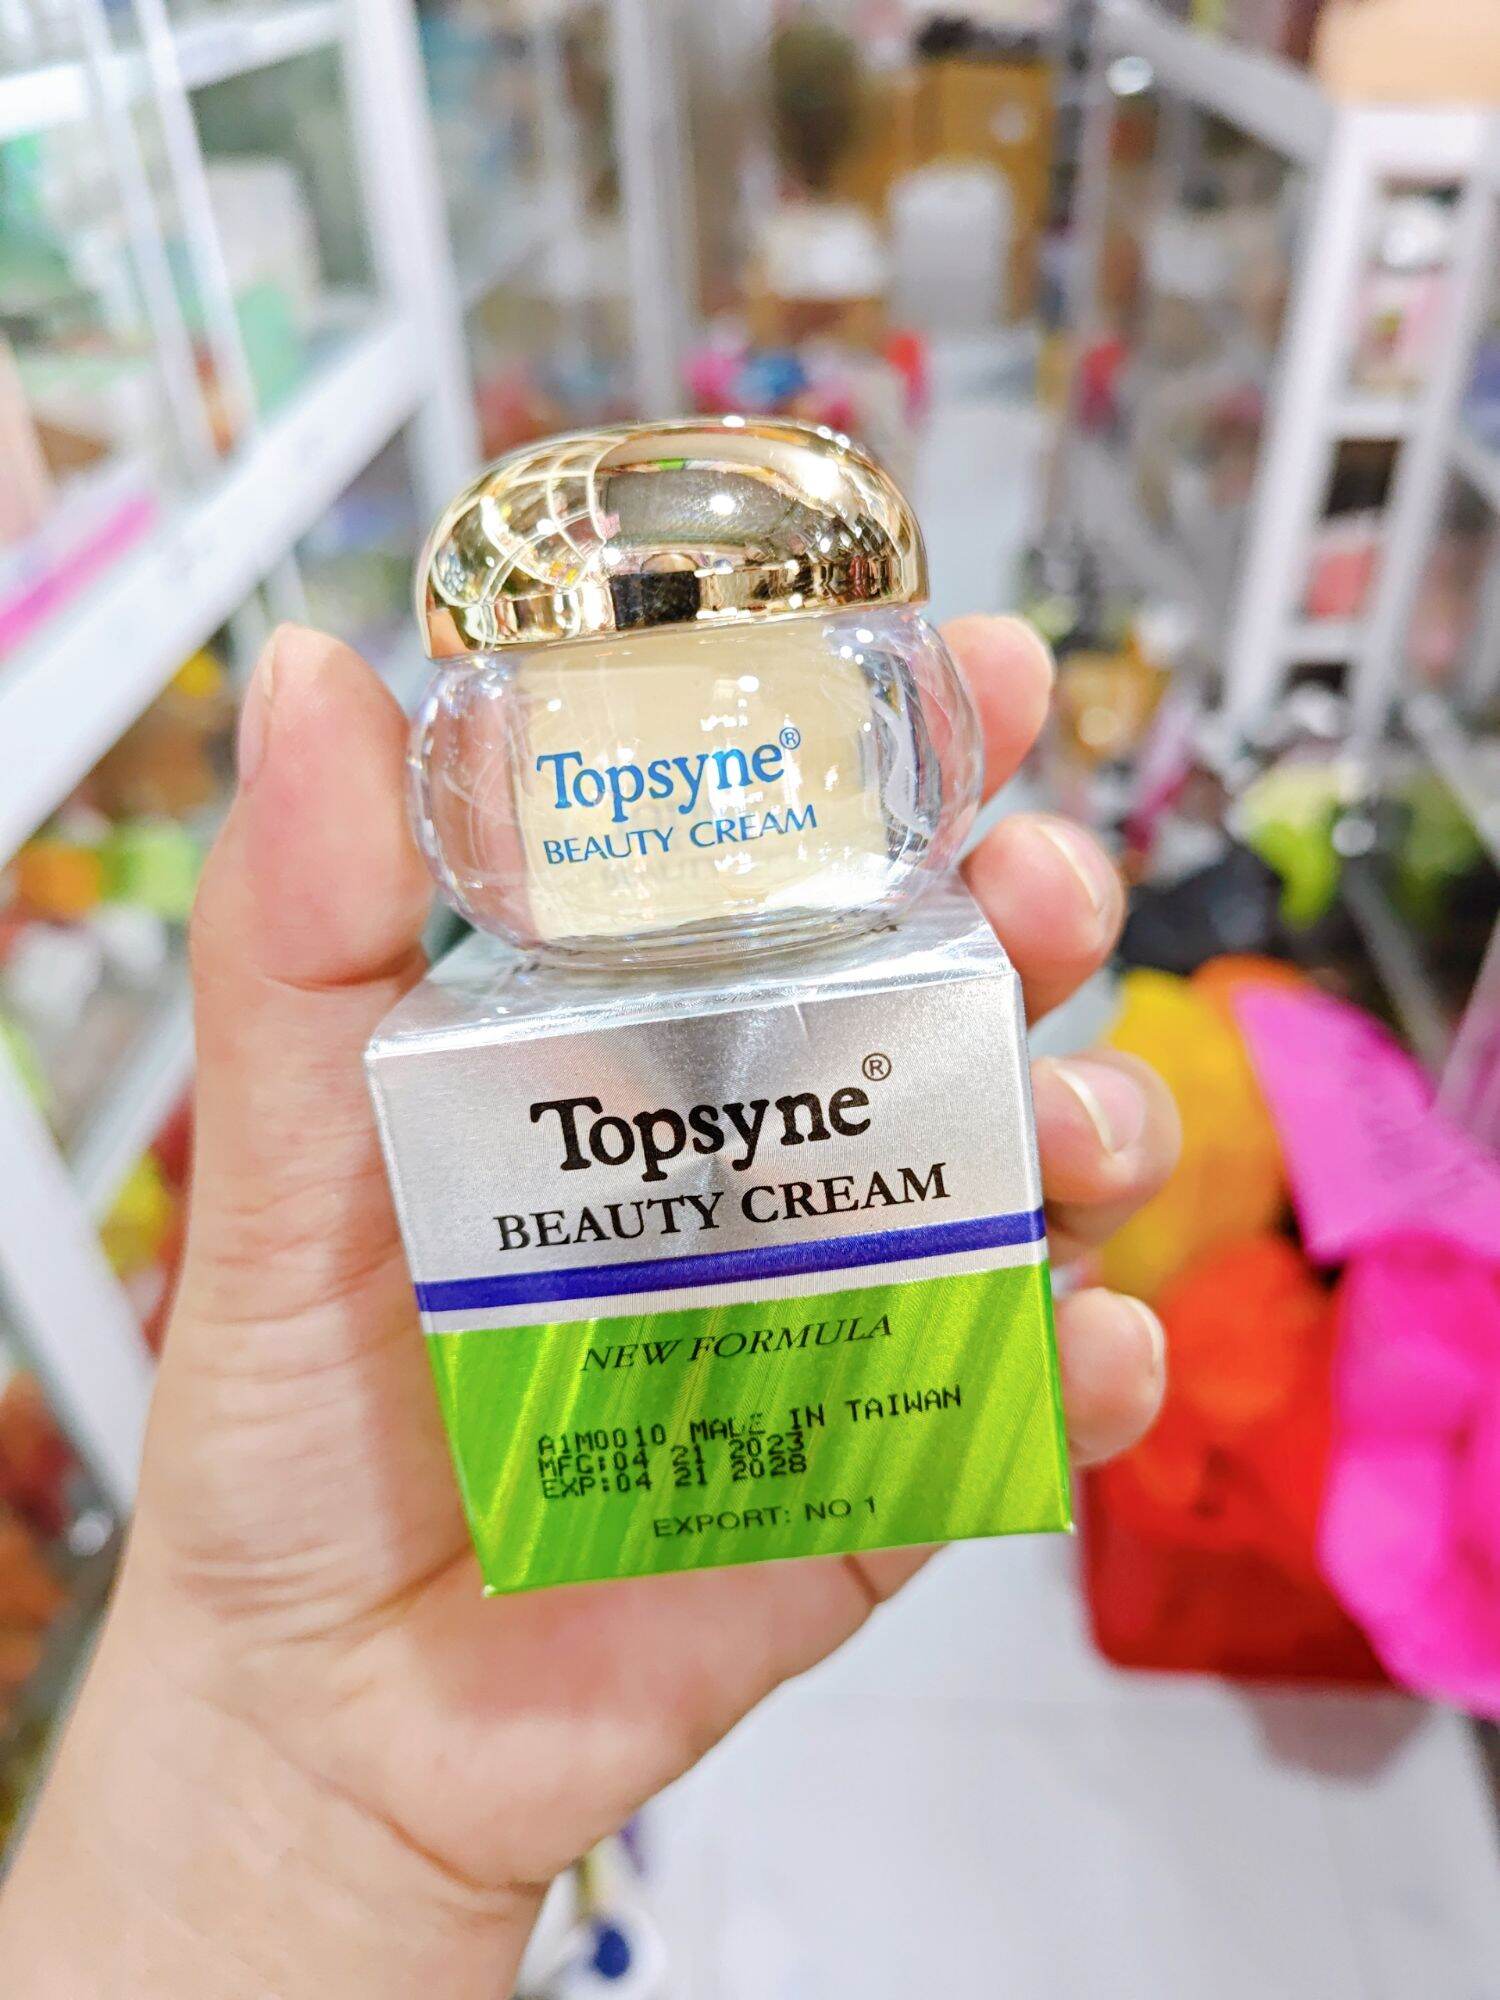 Topsyne®
BEAUTY CREAM
Topsyne®
BEAUTY CREAM
NEW FORMULA
A1M0010 MADE IN TAIWAN
MFG:04 21 2023
EXP:04 21 2028
EXPORT: NO 1